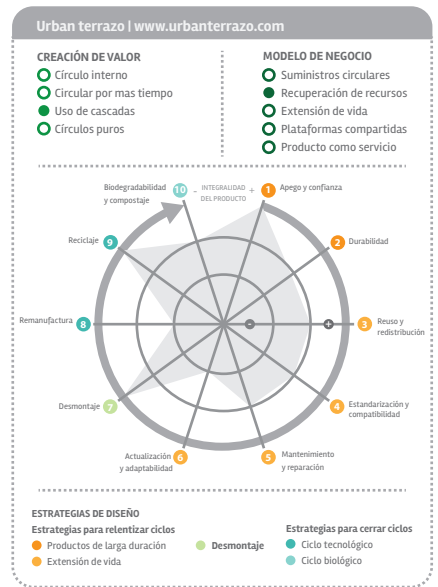 Urban terrazo | www.urbanterrazo.com
CREACIÓN DE VALOR
Círculo interno
Circular por mas tiempo
Uso de cascadas
Círculos puros
MODELO DE NEGOCIO
Suministros circulares
Recuperación de recursos
Extensión de vida
Plataformas compartidas
Producto como servicio
Biodegradabilidad
y compostaje
10
- INTEGRALIDAD +
DEL PRODUCTO
1 Apego y confianza
Reciclaje 9
2 Durabilidad
Remanufactura 8
- +
3 Reuso y
redistribución
Desmontaje 7
4 Estandarización y
compatibilidad
Actualización
y adaptabilidad
6
5 Mantenimiento
y reparación
ESTRATEGIAS DE DISEÑO
Estrategias para relentizar ciclos
Productos de larga duración
Extensión de vida
Desmontaje
Estrategias para cerrar ciclos
Ciclo tecnológico
Ciclo biológico